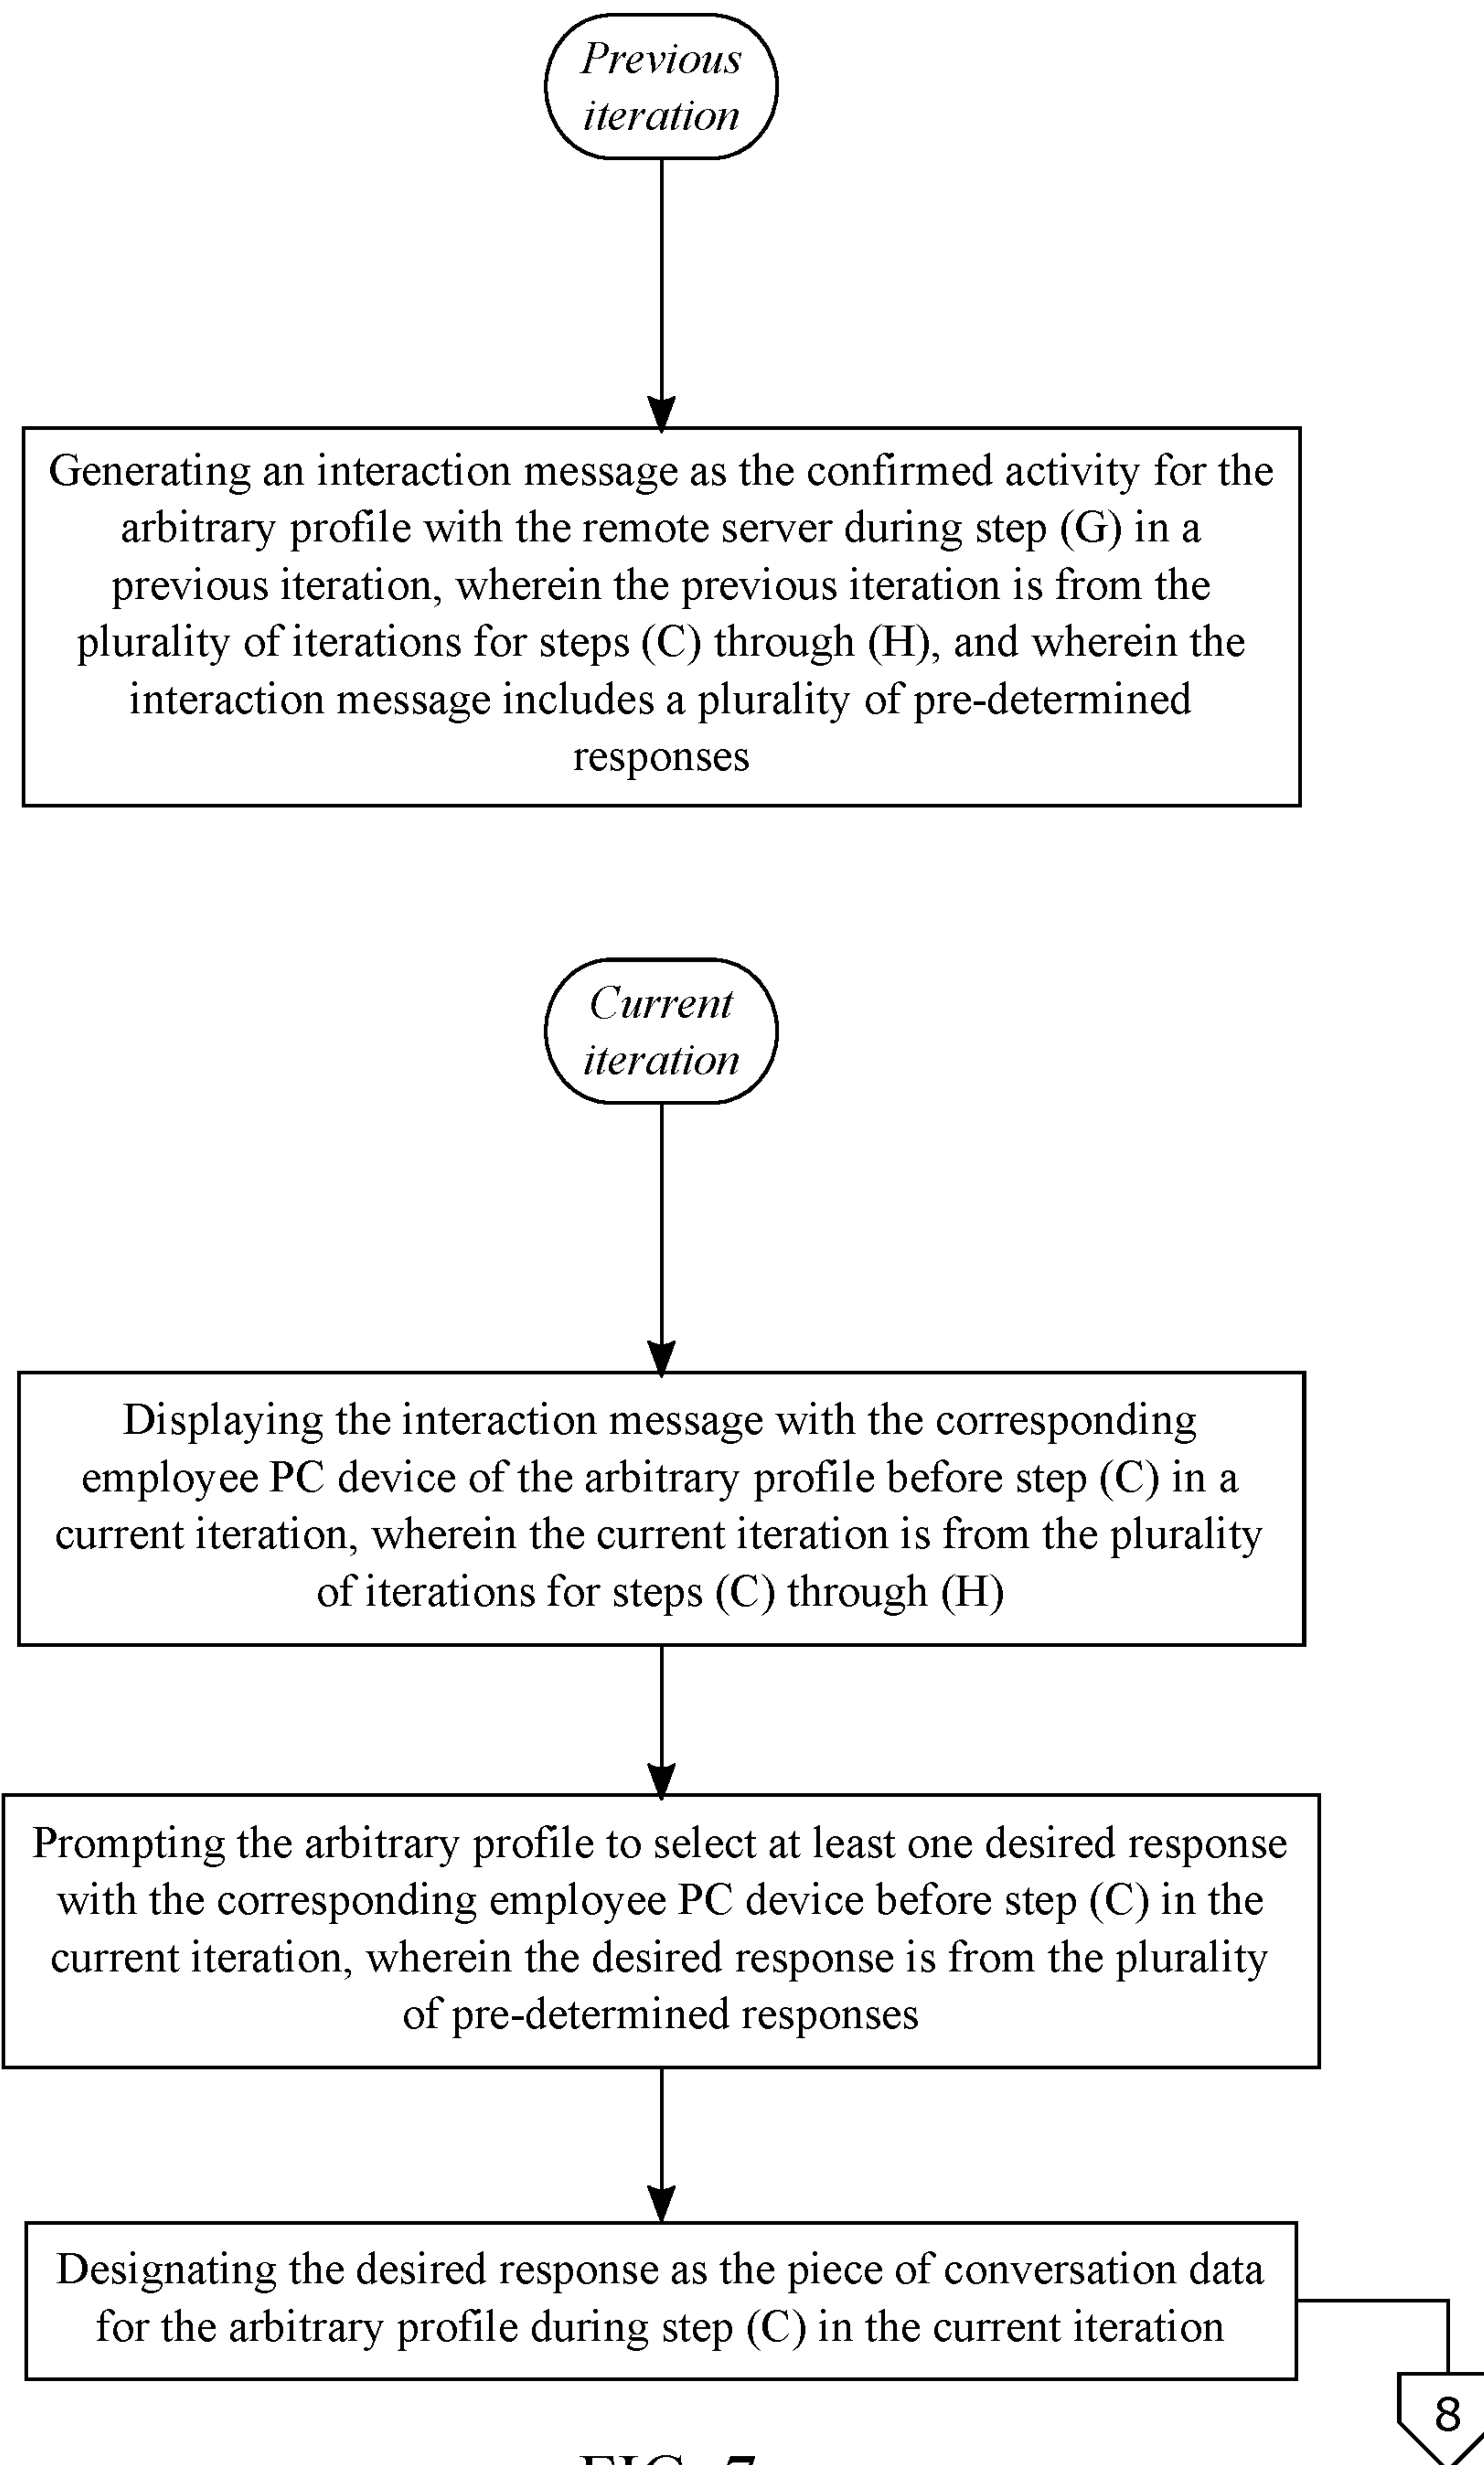 Previous
iteration
Generating an interaction message as the confirmed activity for the
arbitrary profile with the remote server during step (G) in a
previous iteration, wherein the previous iteration is from the
plurality of iterations for steps (C) through (H), and wherein the
interaction message includes a plurality of pre-determined
responses
Current
iteration
Displaying the interaction message with the corresponding
employee PC device of the arbitrary profile before step (C) in a
current iteration, wherein the current iteration is from the plurality
of iterations for steps (C) through (H)
Prompting the arbitrary profile to select at least one desired response
with the corresponding employee PC device before step (C) in the
current iteration, wherein the desired response is from the plurality
of pre-determined responses
Designating the desired response as the piece of conversation data
for the arbitrary profile during step (C) in the current iteration
8